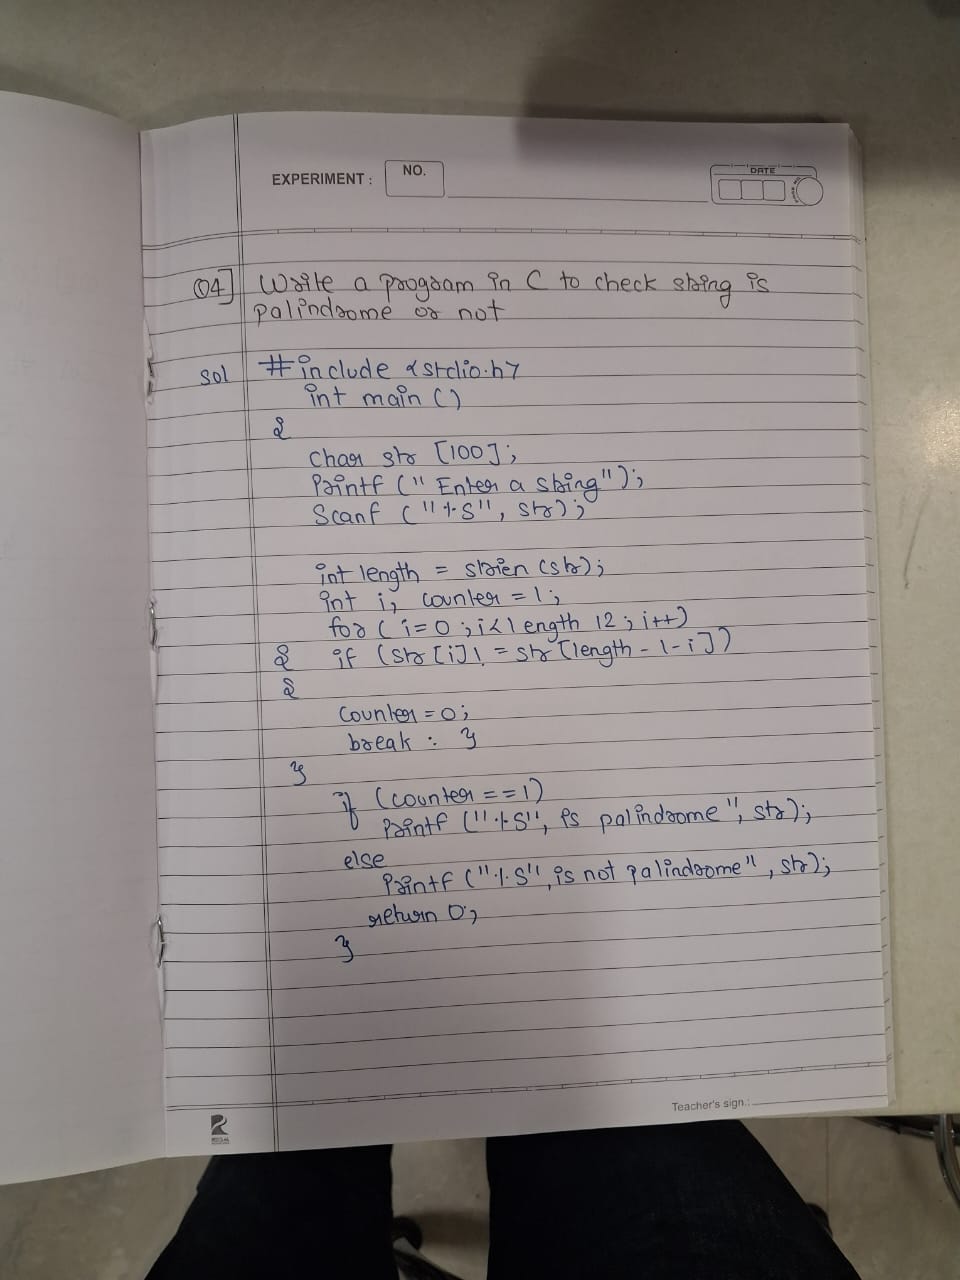 EXPERIMENT : NO.
DATE
Q4] Write a program in C to check string is
palindrome or not
Sol #include <stdio.h>
int main ()
{
char str [100];
Printf (" Enter a string");
Scanf ("%S", str);
int length = strlen (str);
int i, counter = 1;
for ( i=0 ; i<length /2 ; i++)
{ if (str [i] != str [length - 1 - i])
{
counter = 0;
break : }
}
if (counter == 1)
Printf ("%S", is palindrome", str);
else
Printf ("%S", is not palindrome" , str);
return 0;
}
Teacher's sign.: